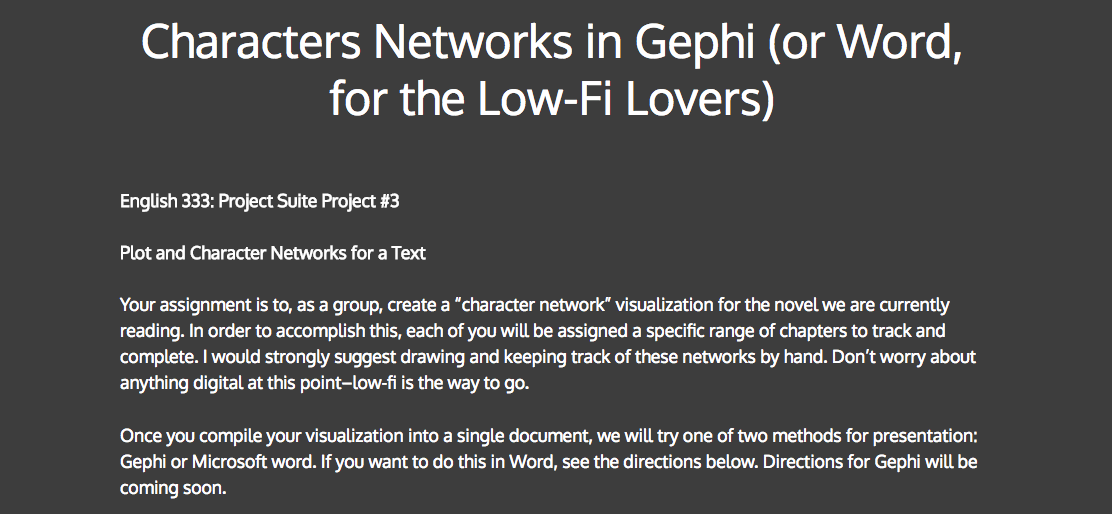 Characters Networks in Gephi (or Word,
for the Low-Fi Lovers)
English 333: Project Suite Project #3
Plot and Character Networks for a Text
Your assignment is to, as a group, create a “character network” visualization for the novel we are currently
reading. In order to accomplish this, each of you will be assigned a specific range of chapters to track and
complete. I would strongly suggest drawing and keeping track of these networks by hand. Don’t worry about
anything digital at this point–low-fi is the way to go.
Once you compile your visualization into a single document, we will try one of two methods for presentation:
Gephi or Microsoft word. If you want to do this in Word, see the directions below. Directions for Gephi will be
coming soon.